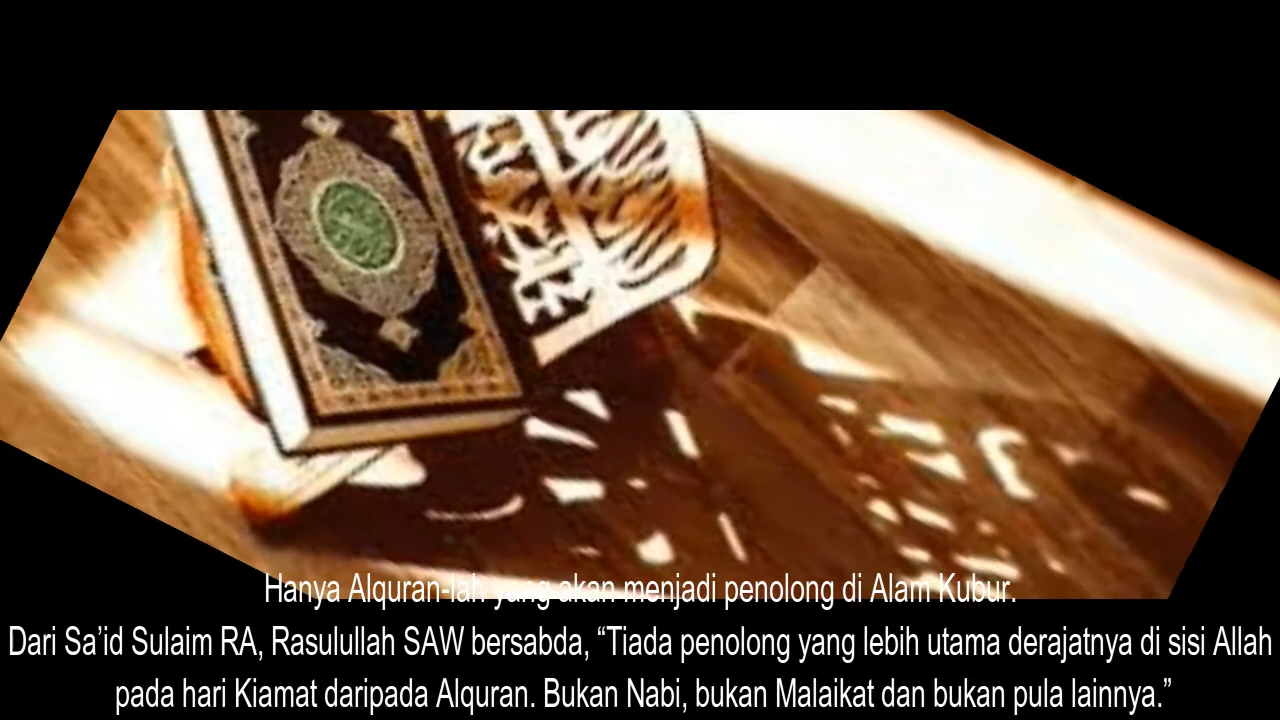 Hanya Alquran-lah yang akan menjadi penolong di Alam Kubur.
Dari Sa’id Sulaim RA, Rasulullah SAW bersabda, “Tiada penolong yang lebih utama derajatnya di sisi Allah
pada hari Kiamat daripada Alquran. Bukan Nabi, bukan Malaikat dan bukan pula lainnya.”